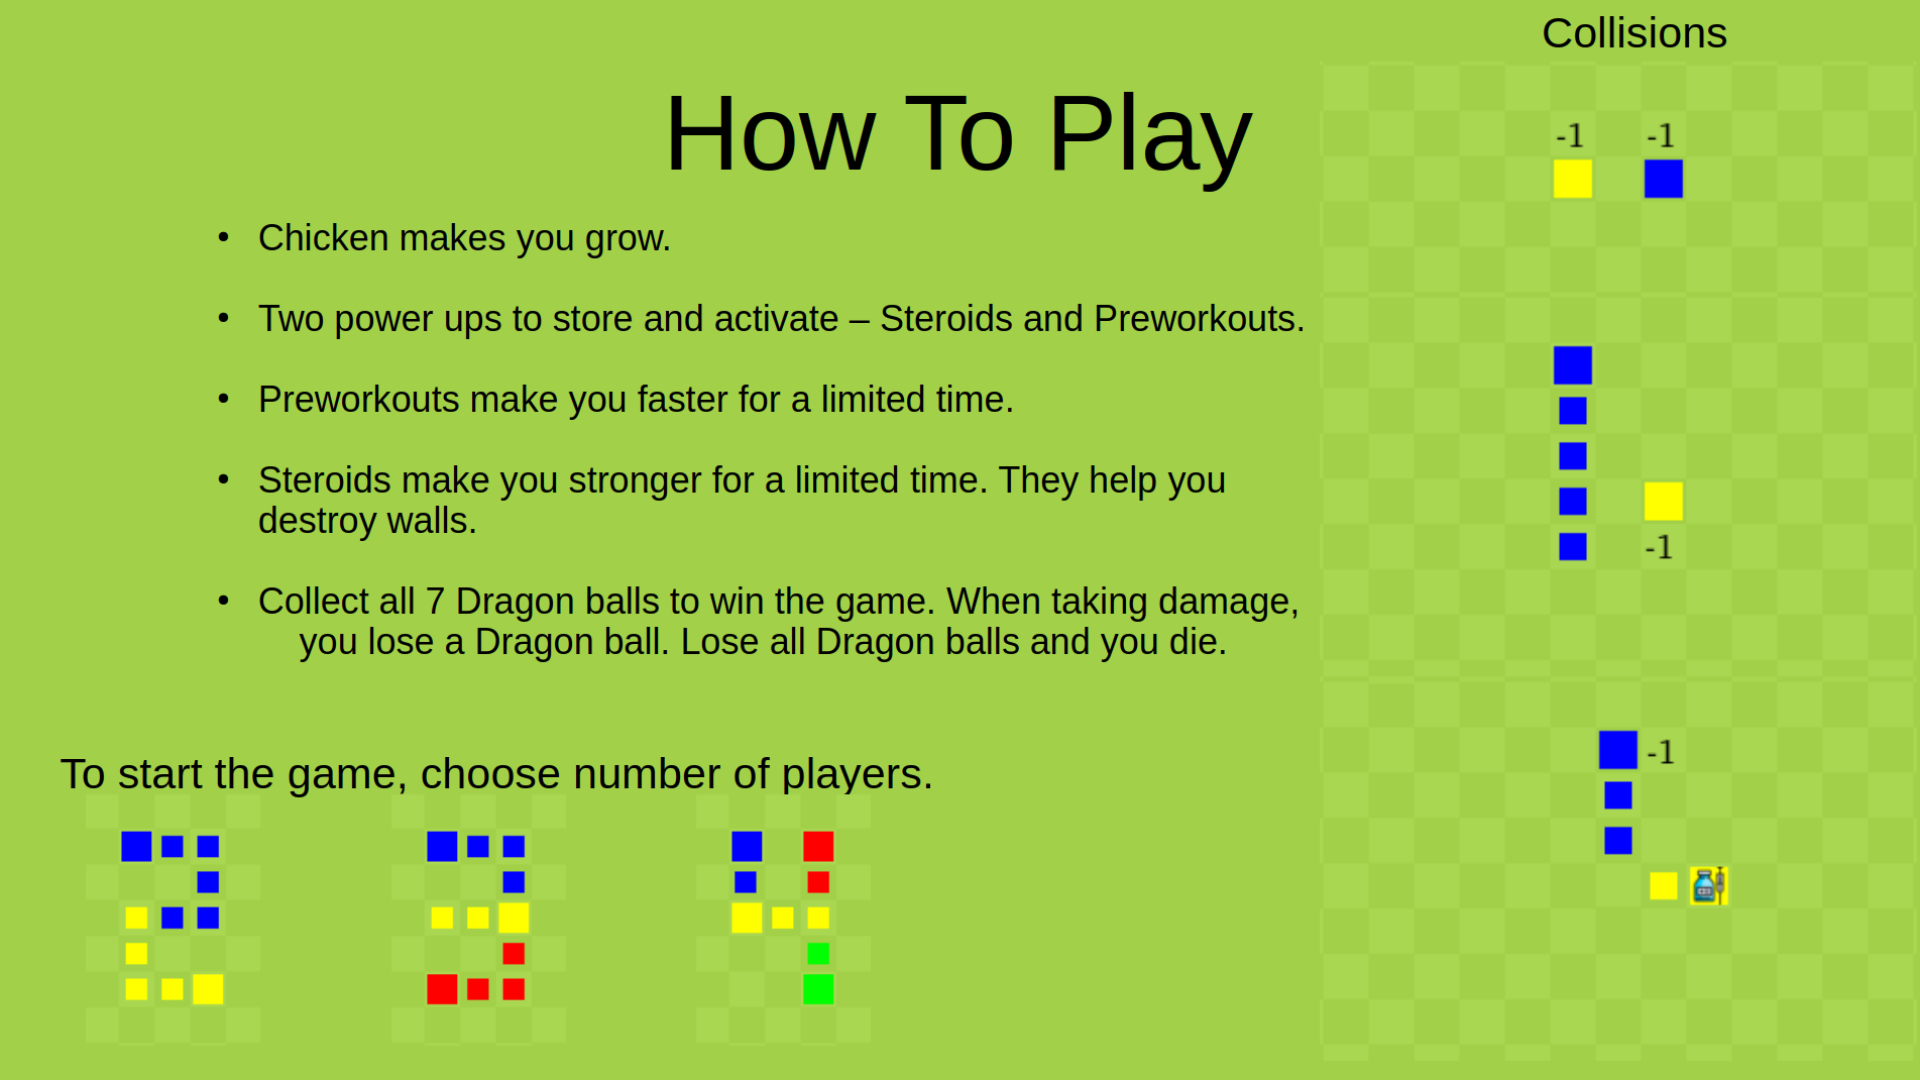 Collisions
How To Play
-1 -1
• Chicken makes you grow.
• Two power ups to store and activate – Steroids and Preworkouts.
• Preworkouts make you faster for a limited time.
• Steroids make you stronger for a limited time. They help you
destroy walls.
-1
• Collect all 7 Dragon balls to win the game. When taking damage,
you lose a Dragon ball. Lose all Dragon balls and you die.
-1
To start the game, choose number of players.
2 3 4